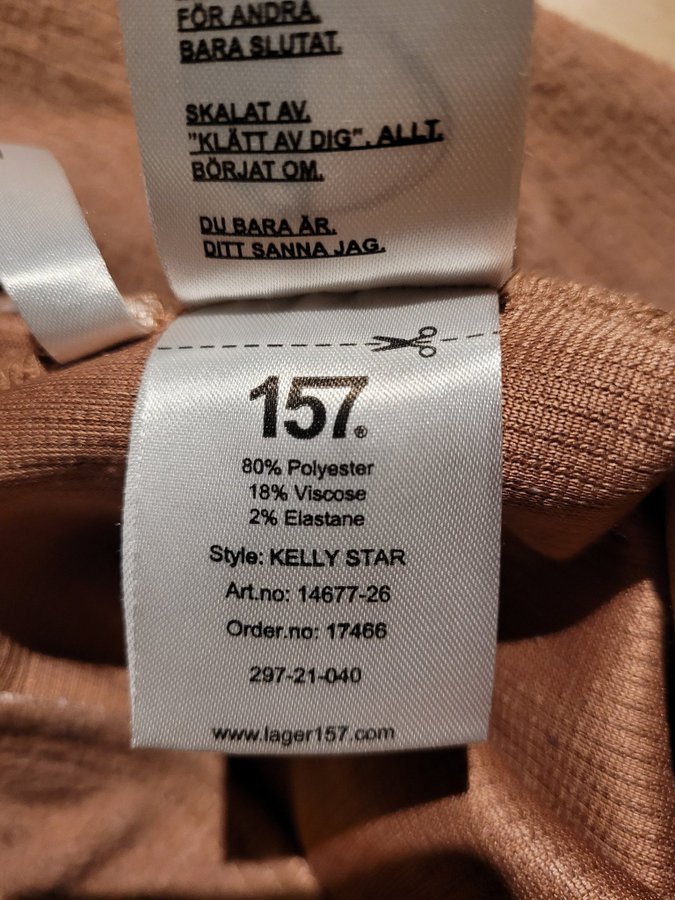 FÖR ANDRA.
BARA SLUTAT.
SKALAT AV.
"KLÄTT AV DIG". ALLT.
BÖRJAT OM.
DU BARA ÄR.
DITT SANNA JAG.
157®
80% Polyester
18% Viscose
2% Elastane
Style: KELLY STAR
Art.no: 14677-26
Order.no: 17466
297-21-040
www.lager157.com